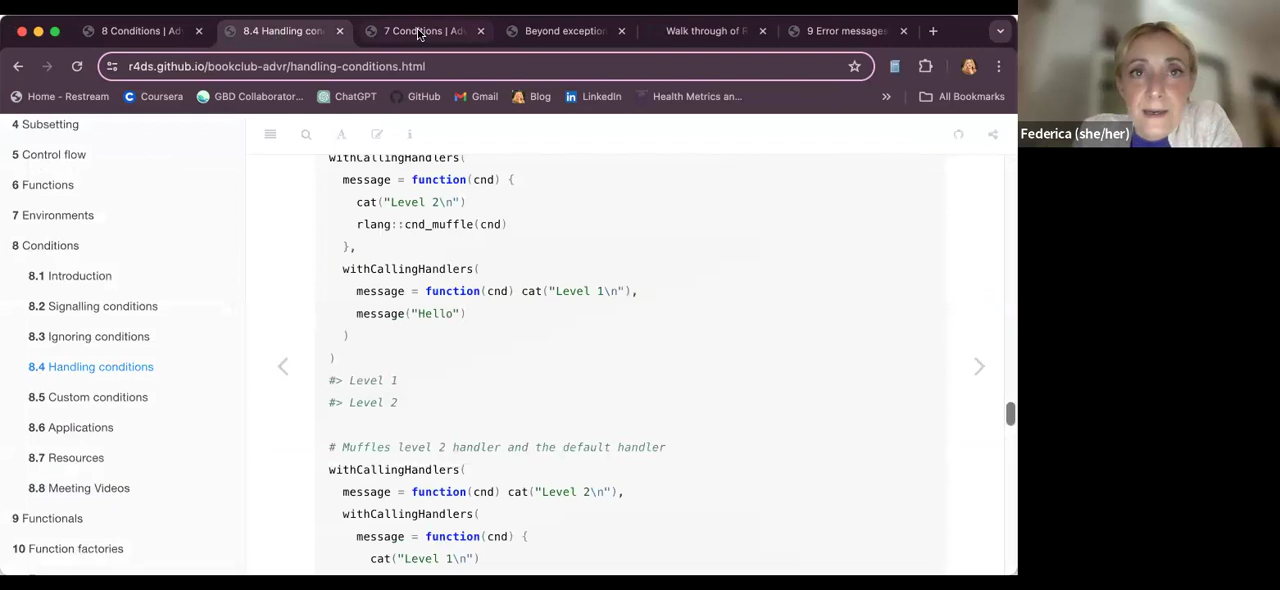 8 Conditions | Ad
8.4 Handling con
7 Conditions | Adv
Beyond exception
Walk through of R
9 Error messages
r4ds.github.io/bookclub-advr/handling-conditions.html
Home - Restream
Coursera
GBD Collaborator...
ChatGPT
GitHub
Gmail
Blog
LinkedIn
Health Metrics an...
»
All Bookmarks
4 Subsetting
5 Control flow
6 Functions
7 Environments
8 Conditions
8.1 Introduction
8.2 Signalling conditions
8.3 Ignoring conditions
8.4 Handling conditions
8.5 Custom conditions
8.6 Applications
8.7 Resources
8.8 Meeting Videos
9 Functionals
10 Function factories
withCallingHandlers(
message = function(cnd) {
cat("Level 2\n")
rlang::cnd_muffle(cnd)
},
withCallingHandlers(
message = function(cnd) cat("Level 1\n"),
message("Hello")
)
)
#> Level 1
#> Level 2
# Muffles level 2 handler and the default handler
withCallingHandlers(
message = function(cnd) cat("Level 2\n"),
withCallingHandlers(
message = function(cnd) {
cat("Level 1\n")
Federica (she/her)